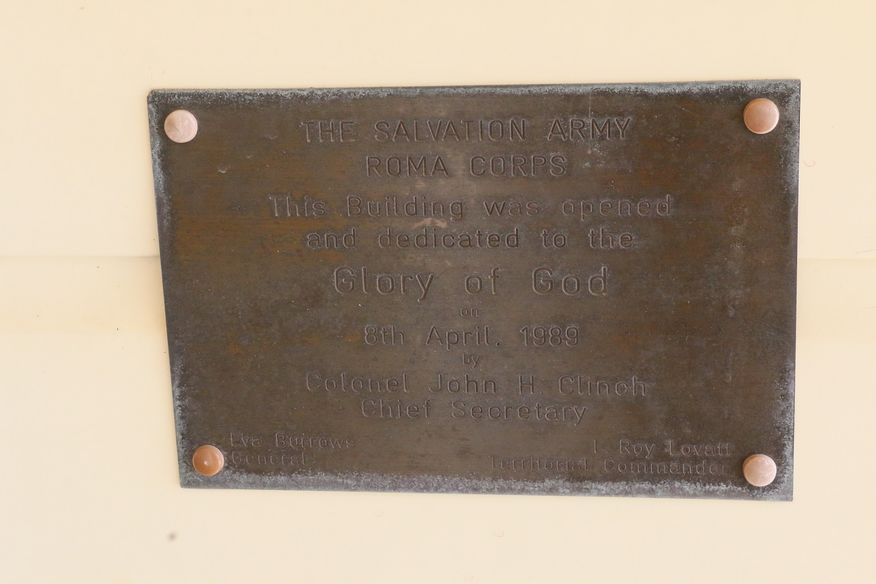 THE SALVATION ARMY
ROMA CORPS
This Building was opened
and dedicated to the
Glory of God
on
8th April, 1989
by
Colonel John H Clinch
Chief Secretary
Eva Burrows
General
I Roy Lovatt
Territorial Commander